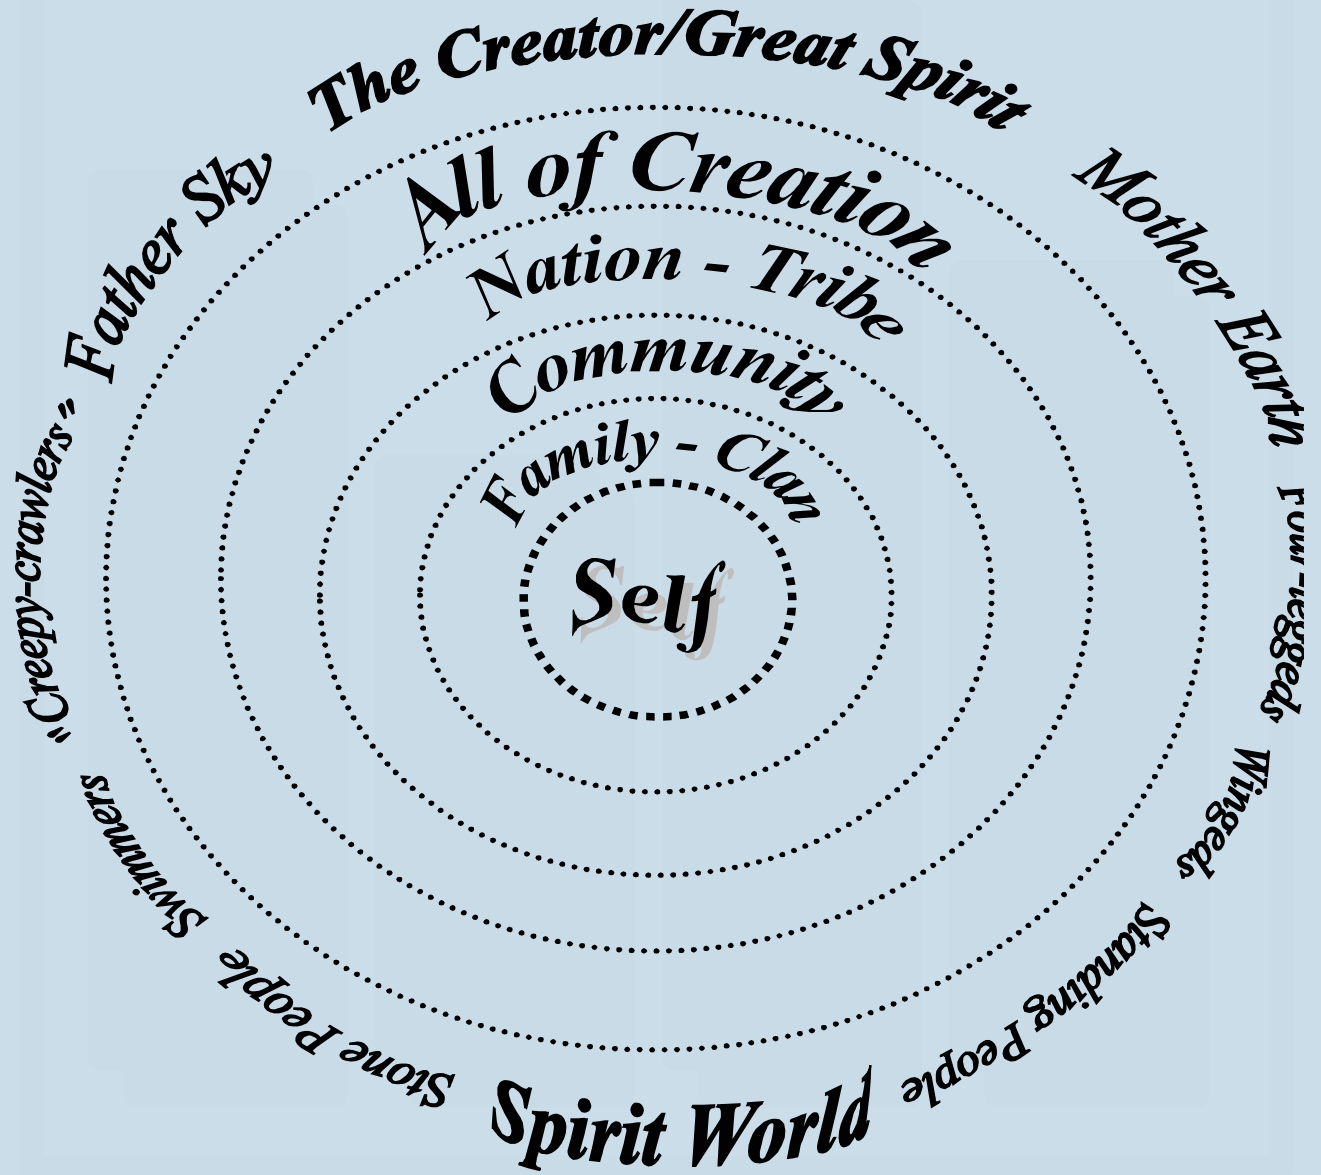 The Creator/Great Spirit
Father Sky
Mother Earth
All of Creation
Nation - Tribe
Community
Family - Clan
Self
"Creepy-crawlers"
Four-leggeds
Wingeds
Swimmers
Standing People
Stone People
Spirit World